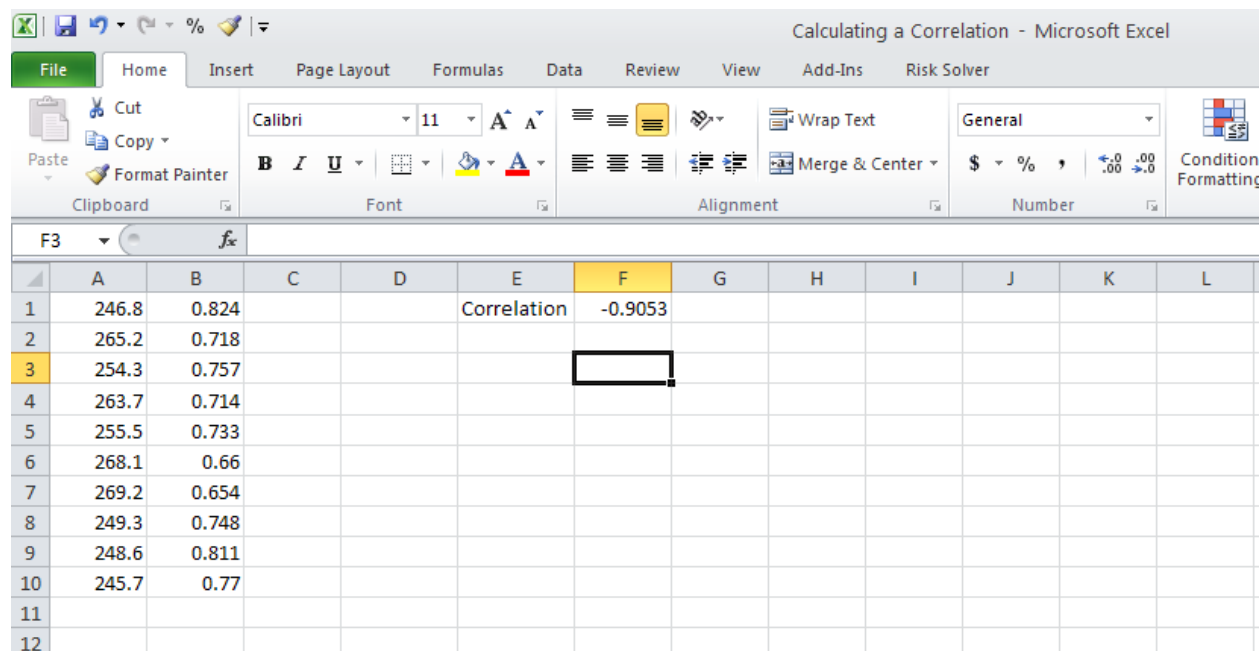 % Calculating a Correlation - Microsoft Excel
File Home Insert Page Layout Formulas Data Review View Add-Ins Risk Solver
Cut
Copy
Paste
Format Painter
Calibri 11 A A
B I U A
Wrap Text
Merge & Center
General
$ % , .0 .00 .00 .0
Condition
Formatting
Clipboard Font Alignment Number
F3 fx
A B C D E F G H I J K L
1 246.8 0.824 Correlation -0.9053
2 265.2 0.718
3 254.3 0.757
4 263.7 0.714
5 255.5 0.733
6 268.1 0.66
7 269.2 0.654
8 249.3 0.748
9 248.6 0.811
10 245.7 0.77
11
12